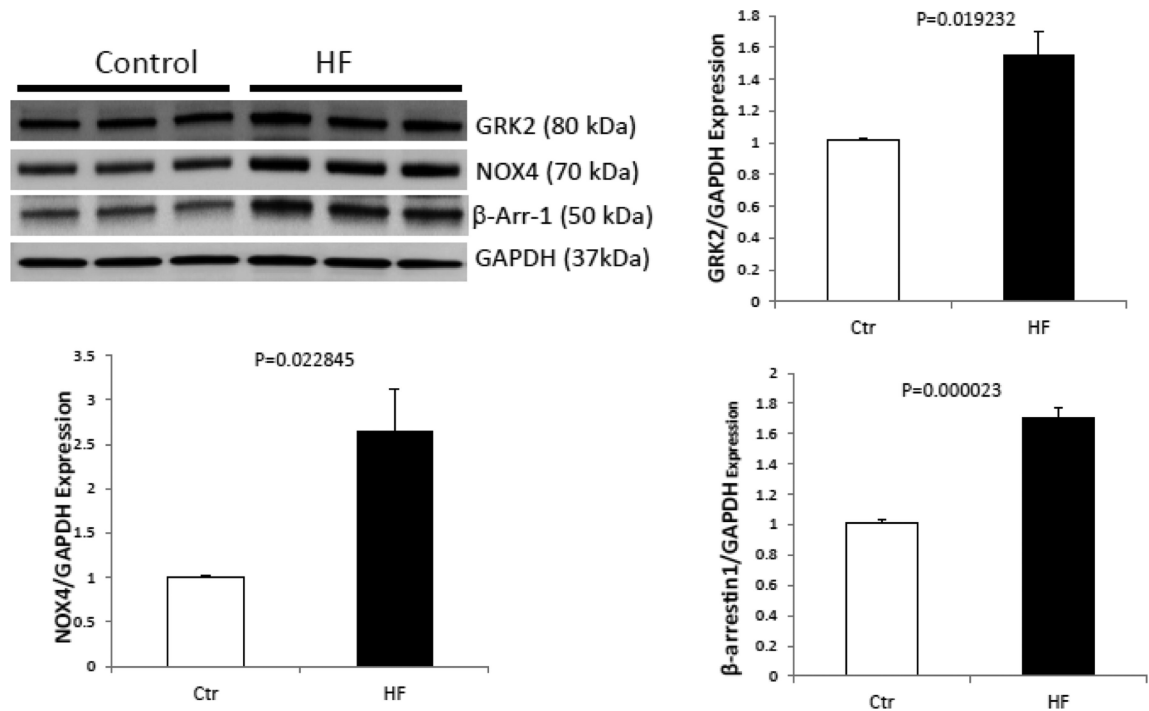 Control HF
GRK2 (80 kDa)
NOX4 (70 kDa)
β-Arr-1 (50 kDa)
GAPDH (37kDa)
P=0.019232
GRK2/GAPDH Expression
1.8
1.6
1.4
1.2
1
0.8
0.6
0.4
0.2
0
Ctr HF
P=0.022845
NOX4/GAPDH Expression
3.5
3
2.5
2
1.5
1
0.5
0
Ctr HF
P=0.000023
β-arrestin1/GAPDH Expression
2
1.8
1.6
1.4
1.2
1
0.8
0.6
0.4
0.2
0
Ctr HF